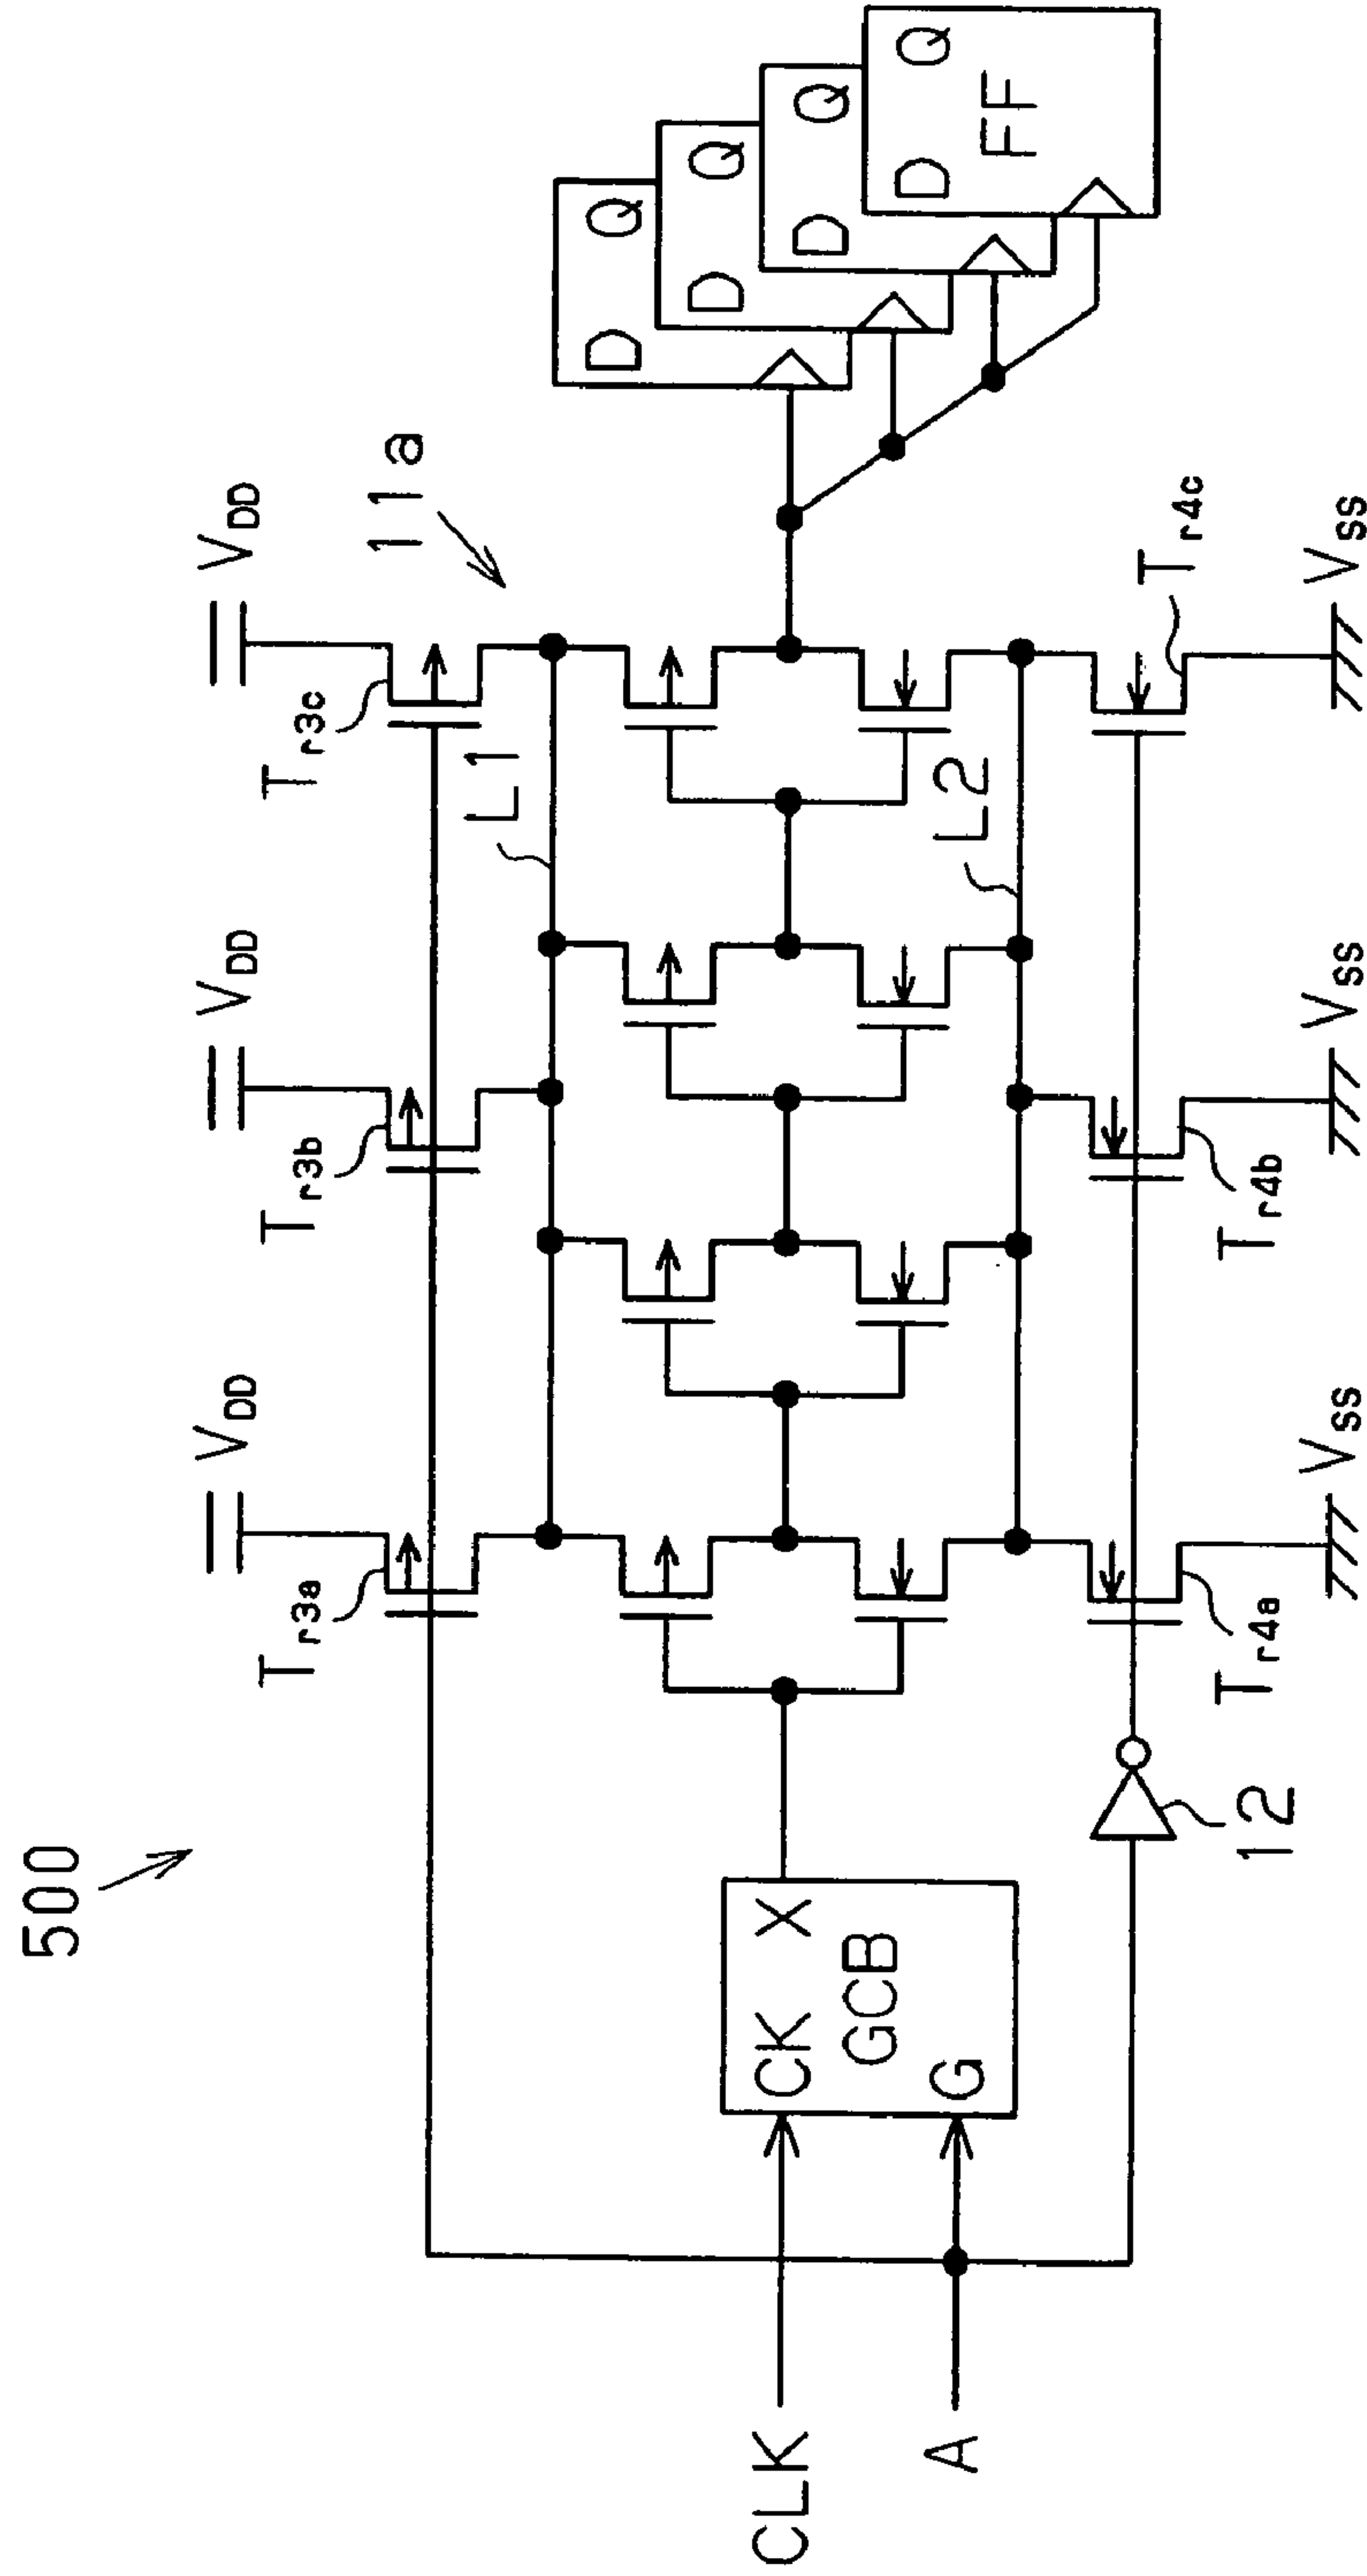 500
VDD
VDD
VDD
Tr3a
Tr3b
Tr3c
11a
L1
D Q
D Q
D Q
D Q
FF
CLK
CK X
GCB
A
G
L2
12
Tr4a
Tr4b
Tr4c
VSS
VSS
VSS